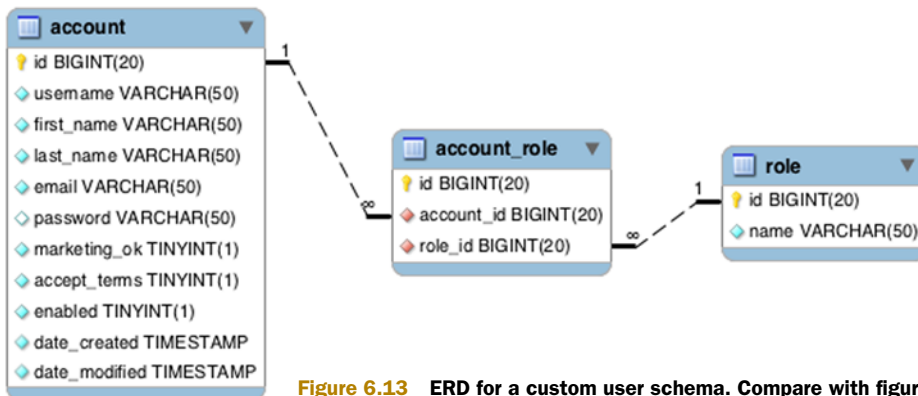 account
id BIGINT(20)
username VARCHAR(50)
first_name VARCHAR(50)
last_name VARCHAR(50)
email VARCHAR(50)
password VARCHAR(50)
marketing_ok TINYINT(1)
accept_terms TINYINT(1)
enabled TINYINT(1)
date_created TIMESTAMP
date_modified TIMESTAMP
1
∞
account_role
id BIGINT(20)
account_id BIGINT(20)
role_id BIGINT(20)
∞
1
role
id BIGINT(20)
name VARCHAR(50)
Figure 6.13 ERD for a custom user schema. Compare with figur